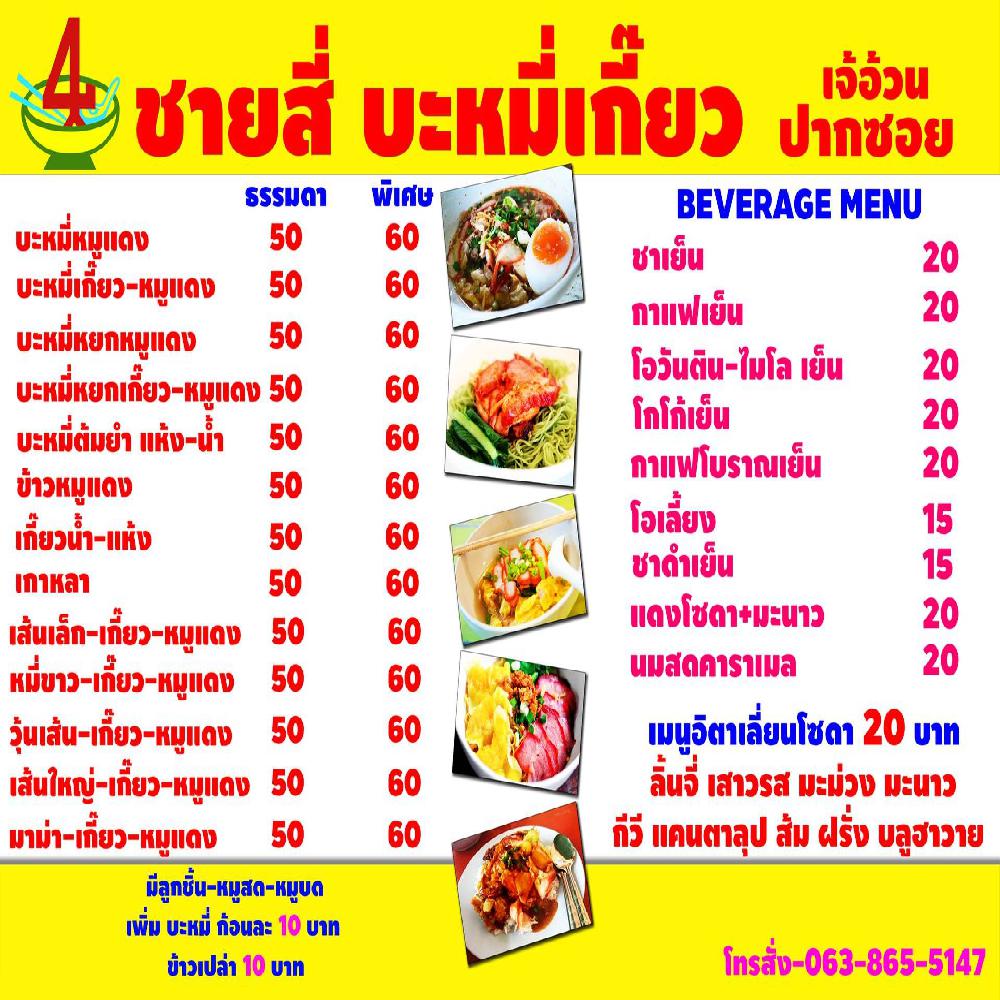 4 ชายสี่ บะหมี่เกี๊ยว เจ้อ้วน
ปากซอย
ธรรมดา พิเศษ
บะหมี่หมูแดง 50 60
บะหมี่เกี๊ยว-หมูแดง 50 60
บะหมี่หยกหมูแดง 50 60
บะหมี่หยกเกี๊ยว-หมูแดง 50 60
บะหมี่ต้มยำ แห้ง-น้ำ 50 60
ข้าวหมูแดง 50 60
เกี๊ยวน้ำ-แห้ง 50 60
เกาหลา 50 60
เส้นเล็ก-เกี๊ยว-หมูแดง 50 60
หมี่ขาว-เกี๊ยว-หมูแดง 50 60
วุ้นเส้น-เกี๊ยว-หมูแดง 50 60
เส้นใหญ่-เกี๊ยว-หมูแดง 50 60
มาม่า-เกี๊ยว-หมูแดง 50 60
มีลูกชิ้น-หมูสด-หมูบด
เพิ่ม บะหมี่ ก้อนละ 10 บาท
ข้าวเปล่า 10 บาท
BEVERAGE MENU
ชาเย็น 20
กาแฟเย็น 20
โอวันติน-ไมโล เย็น 20
โกโก้เย็น 20
กาแฟโบราณเย็น 20
โอเลี้ยง 15
ชาดำเย็น 15
แดงโซดา+มะนาว 20
นมสดคาราเมล 20
เมนูอิตาเลี่ยนโซดา 20 บาท
ลิ้นจี่ เสาวรส มะม่วง มะนาว
กีวี แคนตาลุป ส้ม ฝรั่ง บลูฮาวาย
โทรสั่ง-063-865-5147